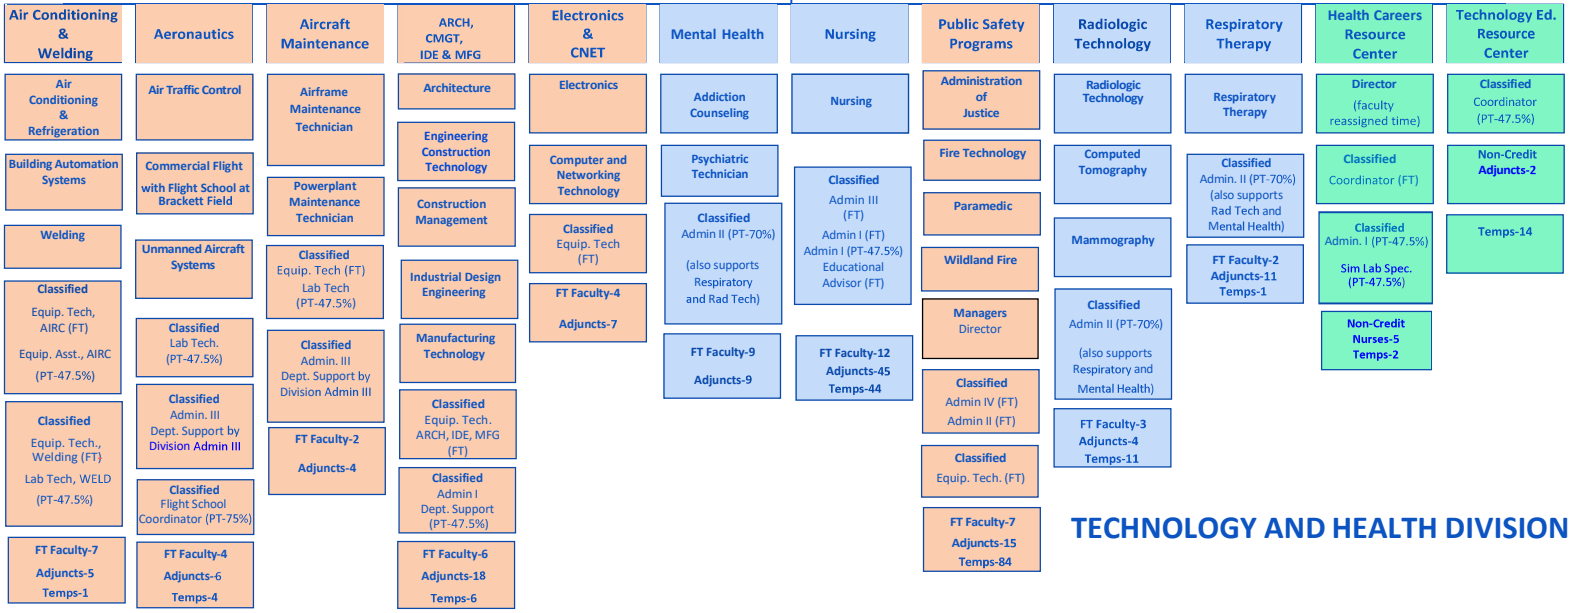 Air Conditioning
&
Welding
Air
Conditioning
&
Refrigeration
Building Automation
Systems
Welding
Classified
Equip. Tech,
AIRC (FT)
Equip. Asst., AIRC
(PT-47.5%)
Classified
Equip. Tech.,
Welding (FT)
Lab Tech, WELD
(PT-47.5%)
FT Faculty-7
Adjuncts-5
Temps-1
Aeronautics
Air Traffic Control
Commercial Flight
with Flight School at
Brackett Field
Unmanned Aircraft
Systems
Classified
Lab Tech.
(PT-47.5%)
Classified
Admin. III
Dept. Support by
Division Admin III
Classified
Flight School
Coordinator (PT-75%)
FT Faculty-4
Adjuncts-6
Temps-4
Aircraft
Maintenance
Airframe
Maintenance
Technician
Powerplant
Maintenance
Technician
Classified
Equip. Tech (FT)
Lab Tech
(PT-47.5%)
Classified
Admin. III
Dept. Support by
Division Admin III
FT Faculty-2
Adjuncts-4
ARCH,
CMGT,
IDE & MFG
Architecture
Engineering
Construction
Technology
Construction
Management
Industrial Design
Engineering
Manufacturing
Technology
Classified
Equip. Tech.
ARCH, IDE, MFG
(FT)
Classified
Admin I
Dept. Support
(PT-47.5%)
FT Faculty-6
Adjuncts-18
Temps-6
Electronics
&
CNET
Electronics
Computer and
Networking
Technology
Classified
Equip. Tech
(FT)
FT Faculty-4
Adjuncts-7
Mental Health
Addiction
Counseling
Psychiatric
Technician
Classified
Admin II (PT-70%)
(also supports
Respiratory
and Rad Tech)
FT Faculty-9
Adjuncts-9
Nursing
Nursing
Classified
Admin III
(FT)
Admin I (FT)
Admin I (PT-47.5%)
Educational
Advisor (FT)
FT Faculty-12
Adjuncts-45
Temps-44
Public Safety
Programs
Administration
of
Justice
Fire Technology
Paramedic
Wildland Fire
Managers
Director
Classified
Admin IV (FT)
Admin II (FT)
Classified
Equip. Tech. (FT)
FT Faculty-7
Adjuncts-15
Temps-84
Radiologic
Technology
Radiologic
Technology
Computed
Tomography
Mammography
Classified
Admin II (PT-70%)
(also supports
Respiratory and
Mental Health)
FT Faculty-3
Adjuncts-4
Temps-11
Respiratory
Therapy
Respiratory
Therapy
Classified
Admin. II (PT-70%)
(also supports
Rad Tech and
Mental Health)
FT Faculty-2
Adjuncts-11
Temps-1
Health Careers
Resource
Center
Director
(faculty
reassigned time)
Classified
Coordinator (FT)
Classified
Admin. I (PT-47.5%)
Sim Lab Spec.
(PT-47.5%)
Non-Credit
Nurses-5
Temps-2
Technology Ed.
Resource
Center
Classified
Coordinator
(PT-47.5%)
Non-Credit
Adjuncts-2
Temps-14
TECHNOLOGY AND HEALTH DIVISION